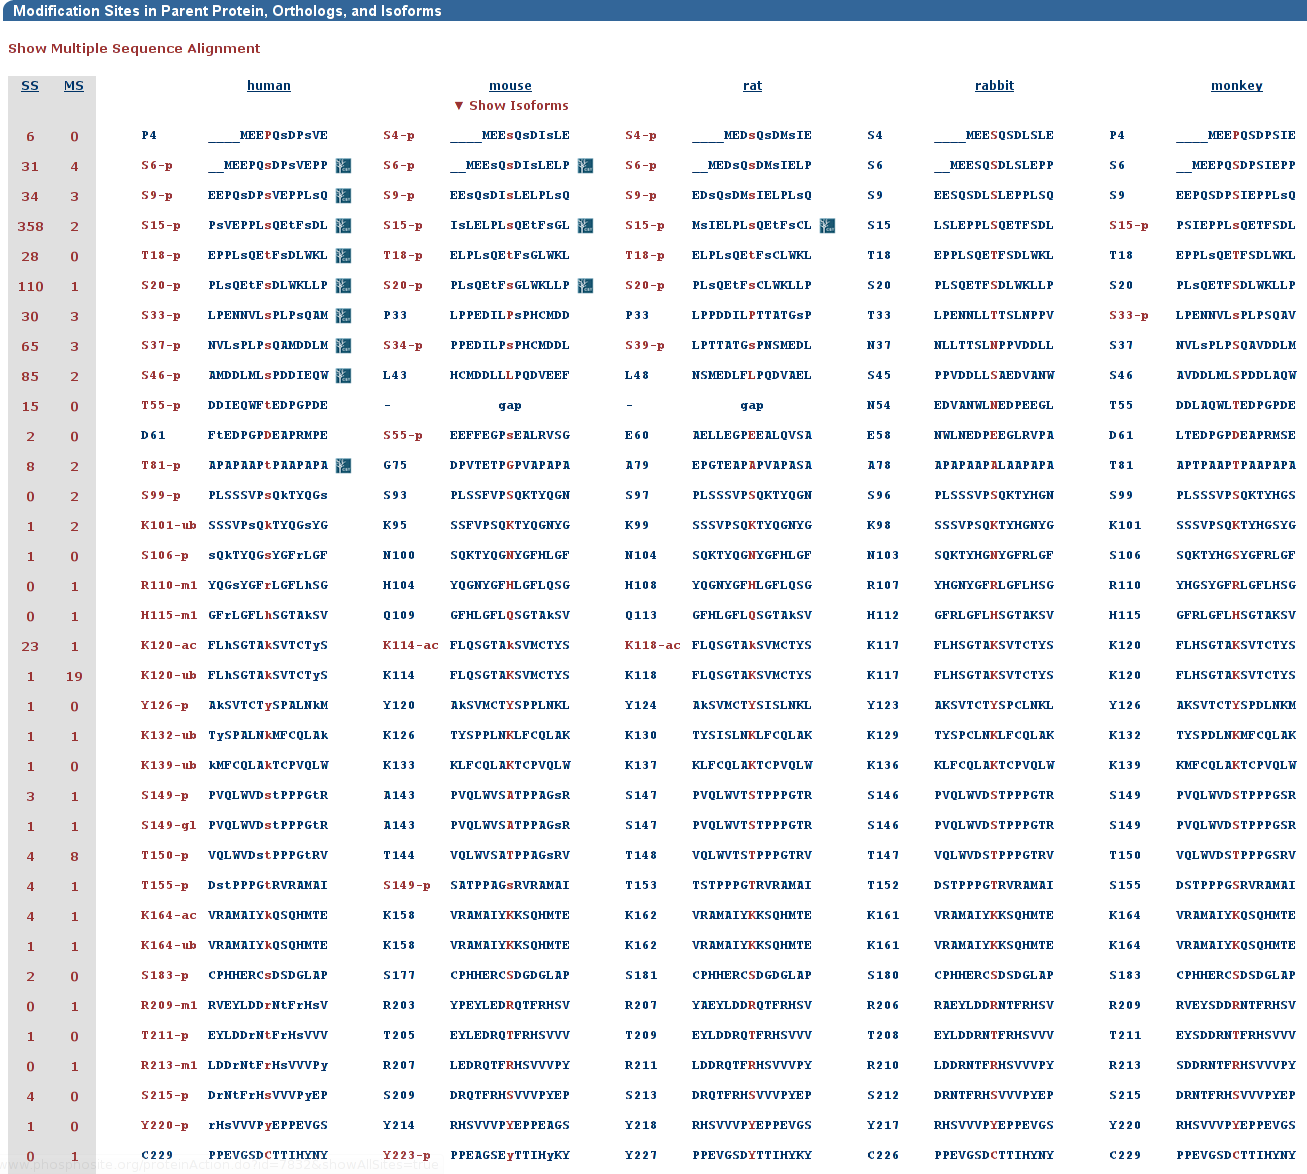 Modification Sites in Parent Protein, Orthologs, and Isoforms
Show Multiple Sequence Alignment
SS MS human mouse rat rabbit monkey
▼ Show Isoforms
6 0 P4 ____MEEPQsDPsVE S4-p ____MEEsQsDIsLE S4-p ____MEDsQsDMsIE S4 ____MEESQSDLSLE P4 ____MEEPQSDPSIE
31 4 S6-p __MEEPQsDPsVEPP S6-p __MEEsQsDIsLELP S6-p __MEDsQsDMsIELP S6 __MEESQSDLSLEPP S6 __MEEPQSDPSIEPP
34 3 S9-p EEPQsDPsVEPPLsQ S9-p EEsQsDIsLELPLsQ S9-p EDsQsDMsIELPLsQ S9 EESQSDLSLEPPLSQ S9 EEPQSDPSIEPPLsQ
358 2 S15-p PsVEPPLsQEtFsDL S15-p IsLELPLsQEtFsGL S15-p MsIELPLsQEtFsCL S15 LSLEPPLSQETFSDL S15-p PSIEPPLsQETFSDL
28 0 T18-p EPPLsQEtFsDLWKL T18-p ELPLsQEtFsGLWKL T18-p ELPLsQEtFsCLWKL T18 EPPLSQETFSDLWKL T18 EPPLsQETFSDLWKL
110 1 S20-p PLsQEtFsDLWKLLP S20-p PLsQEtFsGLWKLLP S20-p PLsQEtFsCLWKLLP S20 PLSQETFSDLWKLLP S20 PLsQETFSDLWKLLP
30 3 S33-p LPENNVLsPLPsQAM P33 LPPEDILPsPHCMDD P33 LPPDDILPTTATGsP T33 LPENNLLTTSLNPPV S33-p LPENNVLsPLPSQAV
65 3 S37-p NVLsPLPsQAMDDLM S34-p PPEDILPsPHCMDDL S39-p LPTTATGsPNSMEDL N37 NLLTTSLNPPVDDLL S37 NVLsPLPSQAVDDLM
85 2 S46-p AMDDLMLsPDDIEQW L43 HCMDDLLLPQDVEEF L48 NSMEDLFLPQDVAEL S45 PPVDDLLSAEDVANW S46 AVDDLMLSPDDLAQW
15 0 T55-p DDIEQWFtEDPGPDE - gap - gap N54 EDVANWLNEDPEEGL T55 DDLAQWLTEDPGPDE
2 0 D61 FtEDPGPDEAPRMPE S55-p EEFFEGPsEALRVSG E60 AELLEGPEEALQVSA E58 NWLNEDPEEGLRVPA D61 LTEDPGPDEAPRMSE
8 2 T81-p APAPAAPtPAAPAPA G75 DPVTETPGPVAPAPA A79 EPGTEAPAPVAPASA A78 APAPAAPALAAPAPA T81 APTPAAPTPAAPAPA
0 2 S99-p PLSSSVPsQkTYQGs S93 PLSSFVPSQKTYQGN S97 PLSSSVPSQKTYQGN S96 PLSSSVPSQKTYHGN S99 PLSSSVPSQKTYHGS
1 2 K101-ub SSSVPsQkTYQGsYG K95 SSFVPSQKTYQGNYG K99 SSSVPSQKTYQGNYG K98 SSSVPSQKTYHGNYG K101 SSSVPSQKTYHGSYG
1 0 S106-p sQkTYQGsYGFrLGF N100 SQKTYQGNYGFHLGF N104 SQKTYQGNYGFHLGF N103 SQKTYHGNYGFRLGF S106 SQKTYHGSYGFRLGF
0 1 R110-m1 YQGsYGFrLGFLhSG H104 YQGNYGFHLGFLQSG H108 YQGNYGFHLGFLQSG R107 YHGNYGFRLGFLHSG R110 YHGSYGFRLGFLHSG
0 1 H115-m1 GFrLGFLhSGTAkSV Q109 GFHLGFLQSGTAkSV Q113 GFHLGFLQSGTAkSV H112 GFRLGFLHSGTAKSV H115 GFRLGFLHSGTAKSV
23 1 K120-ac FLhSGTAkSVTCTyS K114-ac FLQSGTAkSVMCTYS K118-ac FLQSGTAkSVMCTYS K117 FLHSGTAKSVTCTYS K120 FLHSGTAKSVTCTYS
1 19 K120-ub FLhSGTAkSVTCTyS K114 FLQSGTAKSVMCTYS K118 FLQSGTAKSVMCTYS K117 FLHSGTAKSVTCTYS K120 FLHSGTAKSVTCTYS
1 0 Y126-p AkSVTCTySPALNkM Y120 AkSVMCTYSPPLNKL Y124 AkSVMCTYSISLNKL Y123 AKSVTCTYSPCLNKL Y126 AKSVTCTYSPDLNKM
1 1 K132-ub TySPALNkMFCQLAk K126 TYSPPLNKLFCQLAK K130 TYSISLNKLFCQLAK K129 TYSPCLNKLFCQLAK K132 TYSPDLNKMFCQLAK
1 0 K139-ub kMFCQLAkTCPVQLW K133 KLFCQLAKTCPVQLW K137 KLFCQLAKTCPVQLW K136 KLFCQLAKTCPVQLW K139 KMFCQLAKTCPVQLW
3 1 S149-p PVQLWVDstPPPGtR A143 PVQLWVSATPPAGsR S147 PVQLWVTSTPPPGTR S146 PVQLWVDSTPPPGTR S149 PVQLWVDSTPPPGSR
1 1 S149-gl PVQLWVDstPPPGtR A143 PVQLWVSATPPAGsR S147 PVQLWVTSTPPPGTR S146 PVQLWVDSTPPPGTR S149 PVQLWVDSTPPPGSR
4 8 T150-p VQLWVDstPPPGtRV T144 VQLWVSATPPAGsRV T148 VQLWVTSTPPPGTRV T147 VQLWVDSTPPPGTRV T150 VQLWVDSTPPPGSRV
4 1 T155-p DstPPPGtRVRAMAI S149-p SATPPAGsRVRAMAI T153 TSTPPPGTRVRAMAI T152 DSTPPPGTRVRAMAI S155 DSTPPPGSRVRAMAI
4 1 K164-ac VRAMAIYkQSQHMTE K158 VRAMAIYKKSQHMTE K162 VRAMAIYKKSQHMTE K161 VRAMAIYKKSQHMTE K164 VRAMAIYKQSQHMTE
1 1 K164-ub VRAMAIYkQSQHMTE K158 VRAMAIYKKSQHMTE K162 VRAMAIYKKSQHMTE K161 VRAMAIYKKSQHMTE K164 VRAMAIYKQSQHMTE
2 0 S183-p CPHHERCsDSDGLAP S177 CPHHERCSDGDGLAP S181 CPHHERCSDGDGLAP S180 CPHHERCSDSDGLAP S183 CPHHERCSDSDGLAP
0 1 R209-m1 RVEYLDDrNtFrHsV R203 YPEYLEDRQTFRHSV R207 YAEYLDDRQTFRHSV R206 RAEYLDDRNTFRHSV R209 RVEYSDDRNTFRHSV
1 0 T211-p EYLDDrNtFrHsVVV T205 EYLEDRQTFRHSVVV T209 EYLDDRQTFRHSVVV T208 EYLDDRNTFRHSVVV T211 EYSDDRNTFRHSVVV
0 1 R213-m1 LDDrNtFrHsVVVPy R207 LEDRQTFRHSVVVPY R211 LDDRQTFRHSVVVPY R210 LDDRNTFRHSVVVPY R213 SDDRNTFRHSVVVPY
4 0 S215-p DrNtFrHsVVVPyEP S209 DRQTFRHSVVVPYEP S213 DRQTFRHSVVVPYEP S212 DRNTFRHSVVVPYEP S215 DRNTFRHSVVVPYEP
1 0 Y220-p rHsVVVPyEPPEVGS Y214 RHSVVVPYEPPEAGS Y218 RHSVVVPYEPPEVGS Y217 RHSVVVPYEPPEVGS Y220 RHSVVVPYEPPEVGS
0 1 C229 PPEVGSDCTTIHYNY Y223-p PPEAGSEyTTIHyKY Y227 PPEVGSDYTTIHYKY C226 PPEVGSDCTTIHYNY C229 PPEVGSDCTTIHYNY